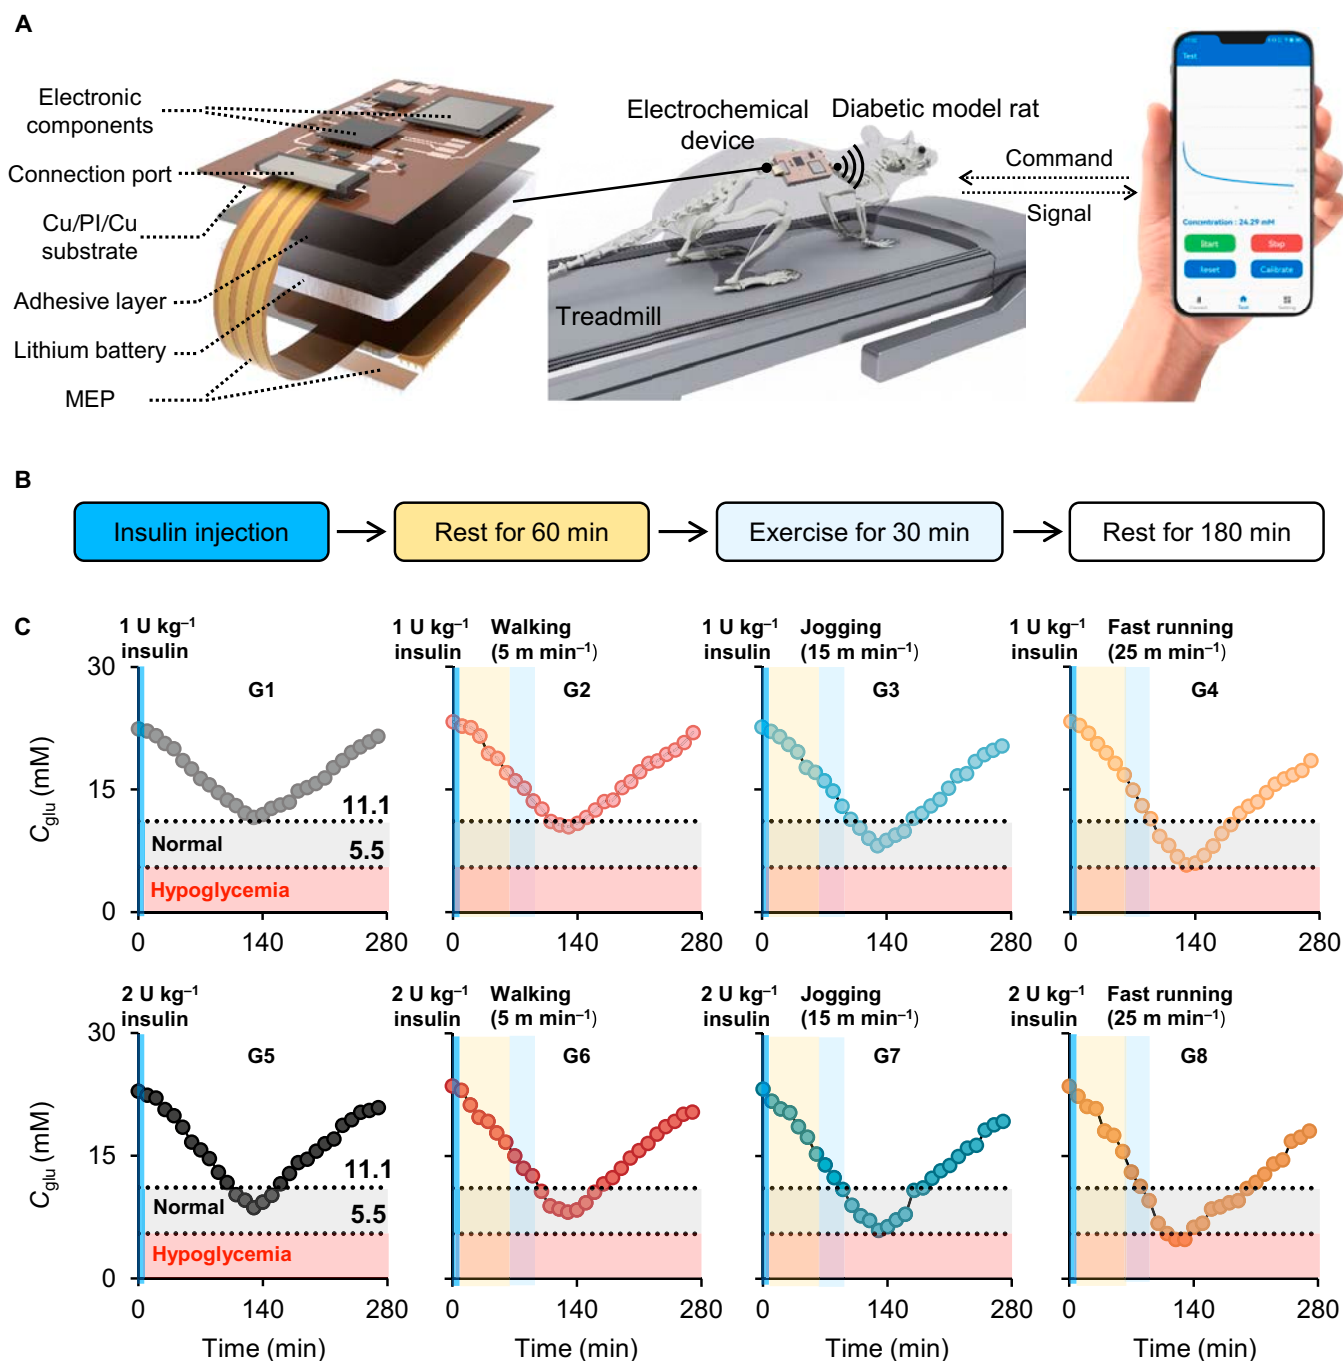 A
Electronic
components
Connection port
Cu/PI/Cu
substrate
Adhesive layer
Lithium battery
MEP
Electrochemical
device
Diabetic model rat
Treadmill
Command
Signal
Test
Concentration : 24.29 mM
Start
Stop
Reset
Calibrate
Test
B
Insulin injection
Rest for 60 min
Exercise for 30 min
Rest for 180 min
C
1 U kg⁻¹
insulin
G1
30
15
0
C_glu (mM)
11.1
Normal
5.5
Hypoglycemia
0
140
280
1 U kg⁻¹
insulin
Walking
(5 m min⁻¹)
G2
0
140
280
1 U kg⁻¹
insulin
Jogging
(15 m min⁻¹)
G3
0
140
280
1 U kg⁻¹
insulin
Fast running
(25 m min⁻¹)
G4
0
140
280
2 U kg⁻¹
insulin
G5
30
15
0
C_glu (mM)
11.1
Normal
5.5
Hypoglycemia
0
140
280
Time (min)
2 U kg⁻¹
insulin
Walking
(5 m min⁻¹)
G6
0
140
280
Time (min)
2 U kg⁻¹
insulin
Jogging
(15 m min⁻¹)
G7
0
140
280
Time (min)
2 U kg⁻¹
insulin
Fast running
(25 m min⁻¹)
G8
0
140
280
Time (min)